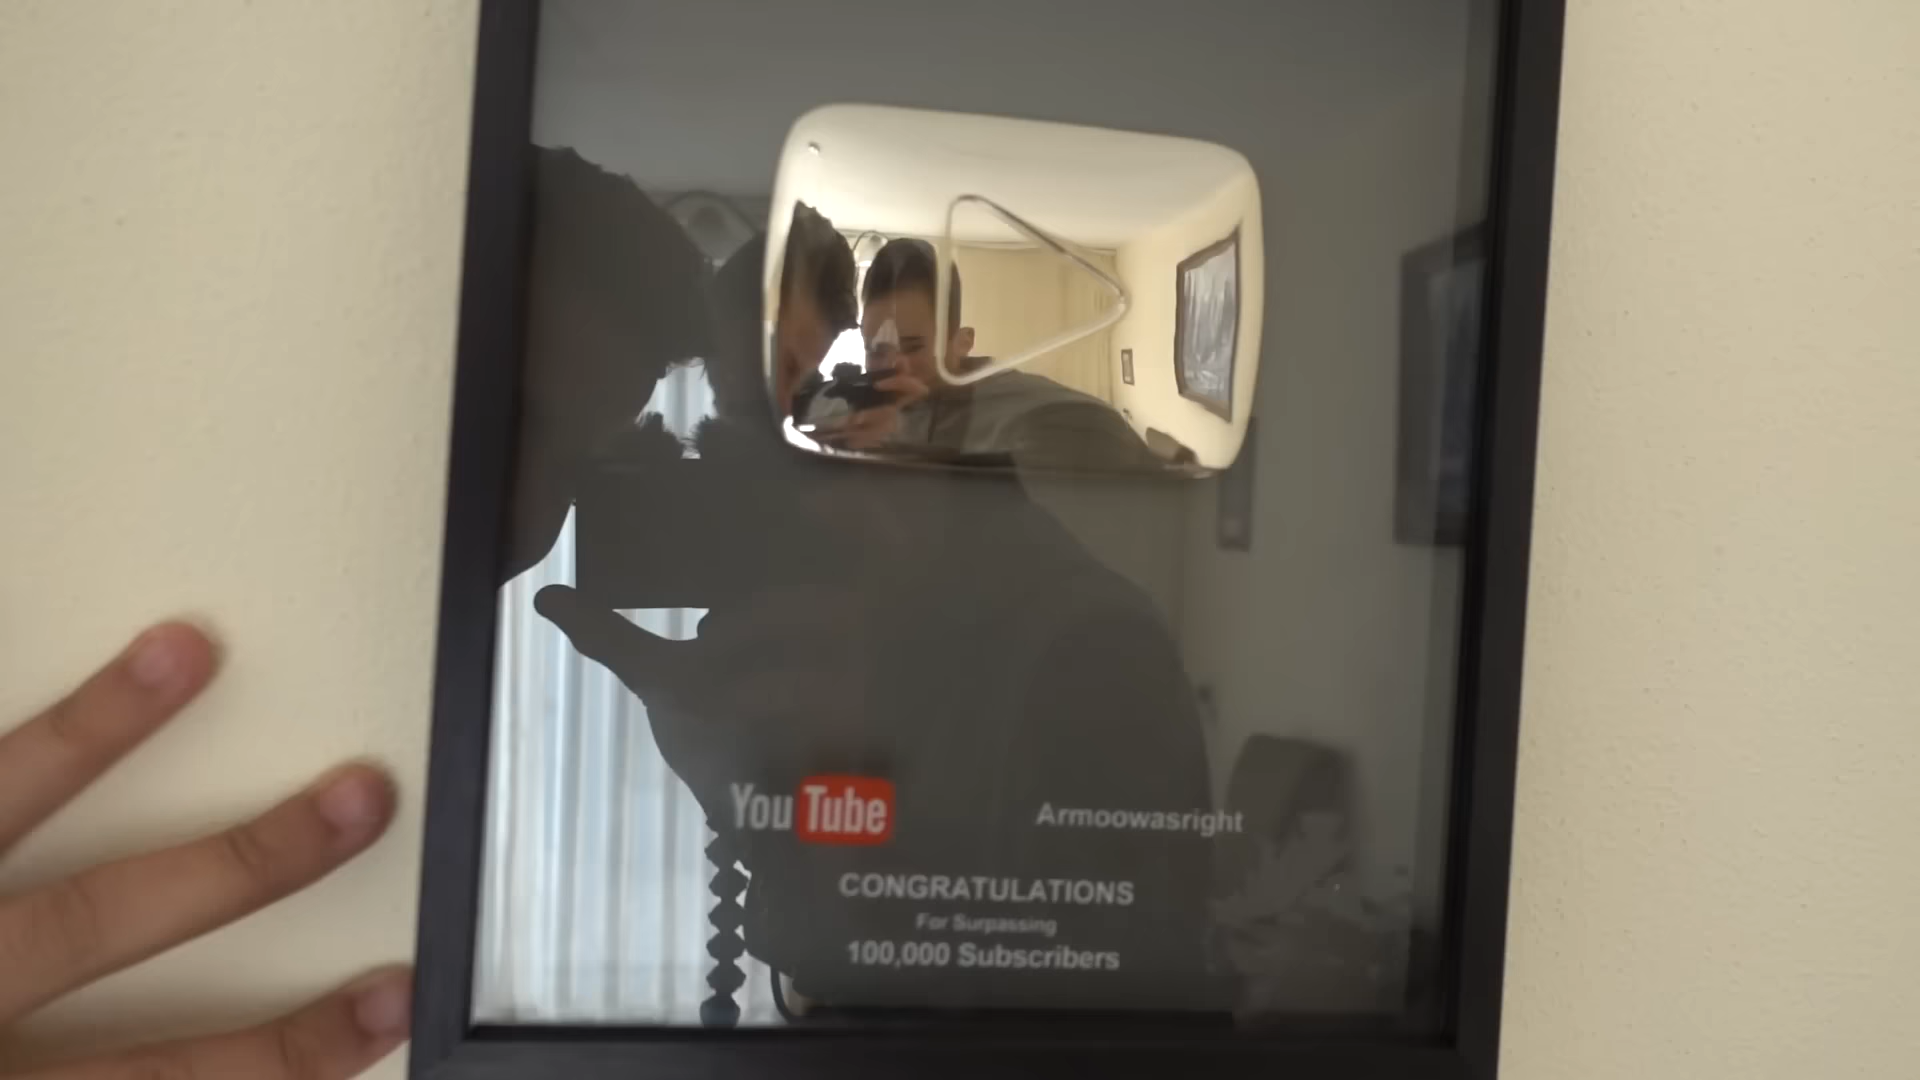 YouTube
Armoowasright
CONGRATULATIONS
For Surpassing
100,000 Subscribers